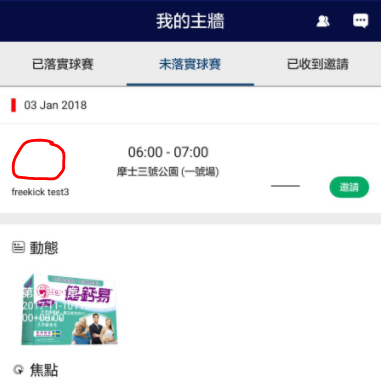 我的主牆
已落實球賽 未落實球賽 已收到邀請
03 Jan 2018
06:00 - 07:00
摩士三號公園 (一號場)
freekick test3
邀請
動態
健鈣易
焦點